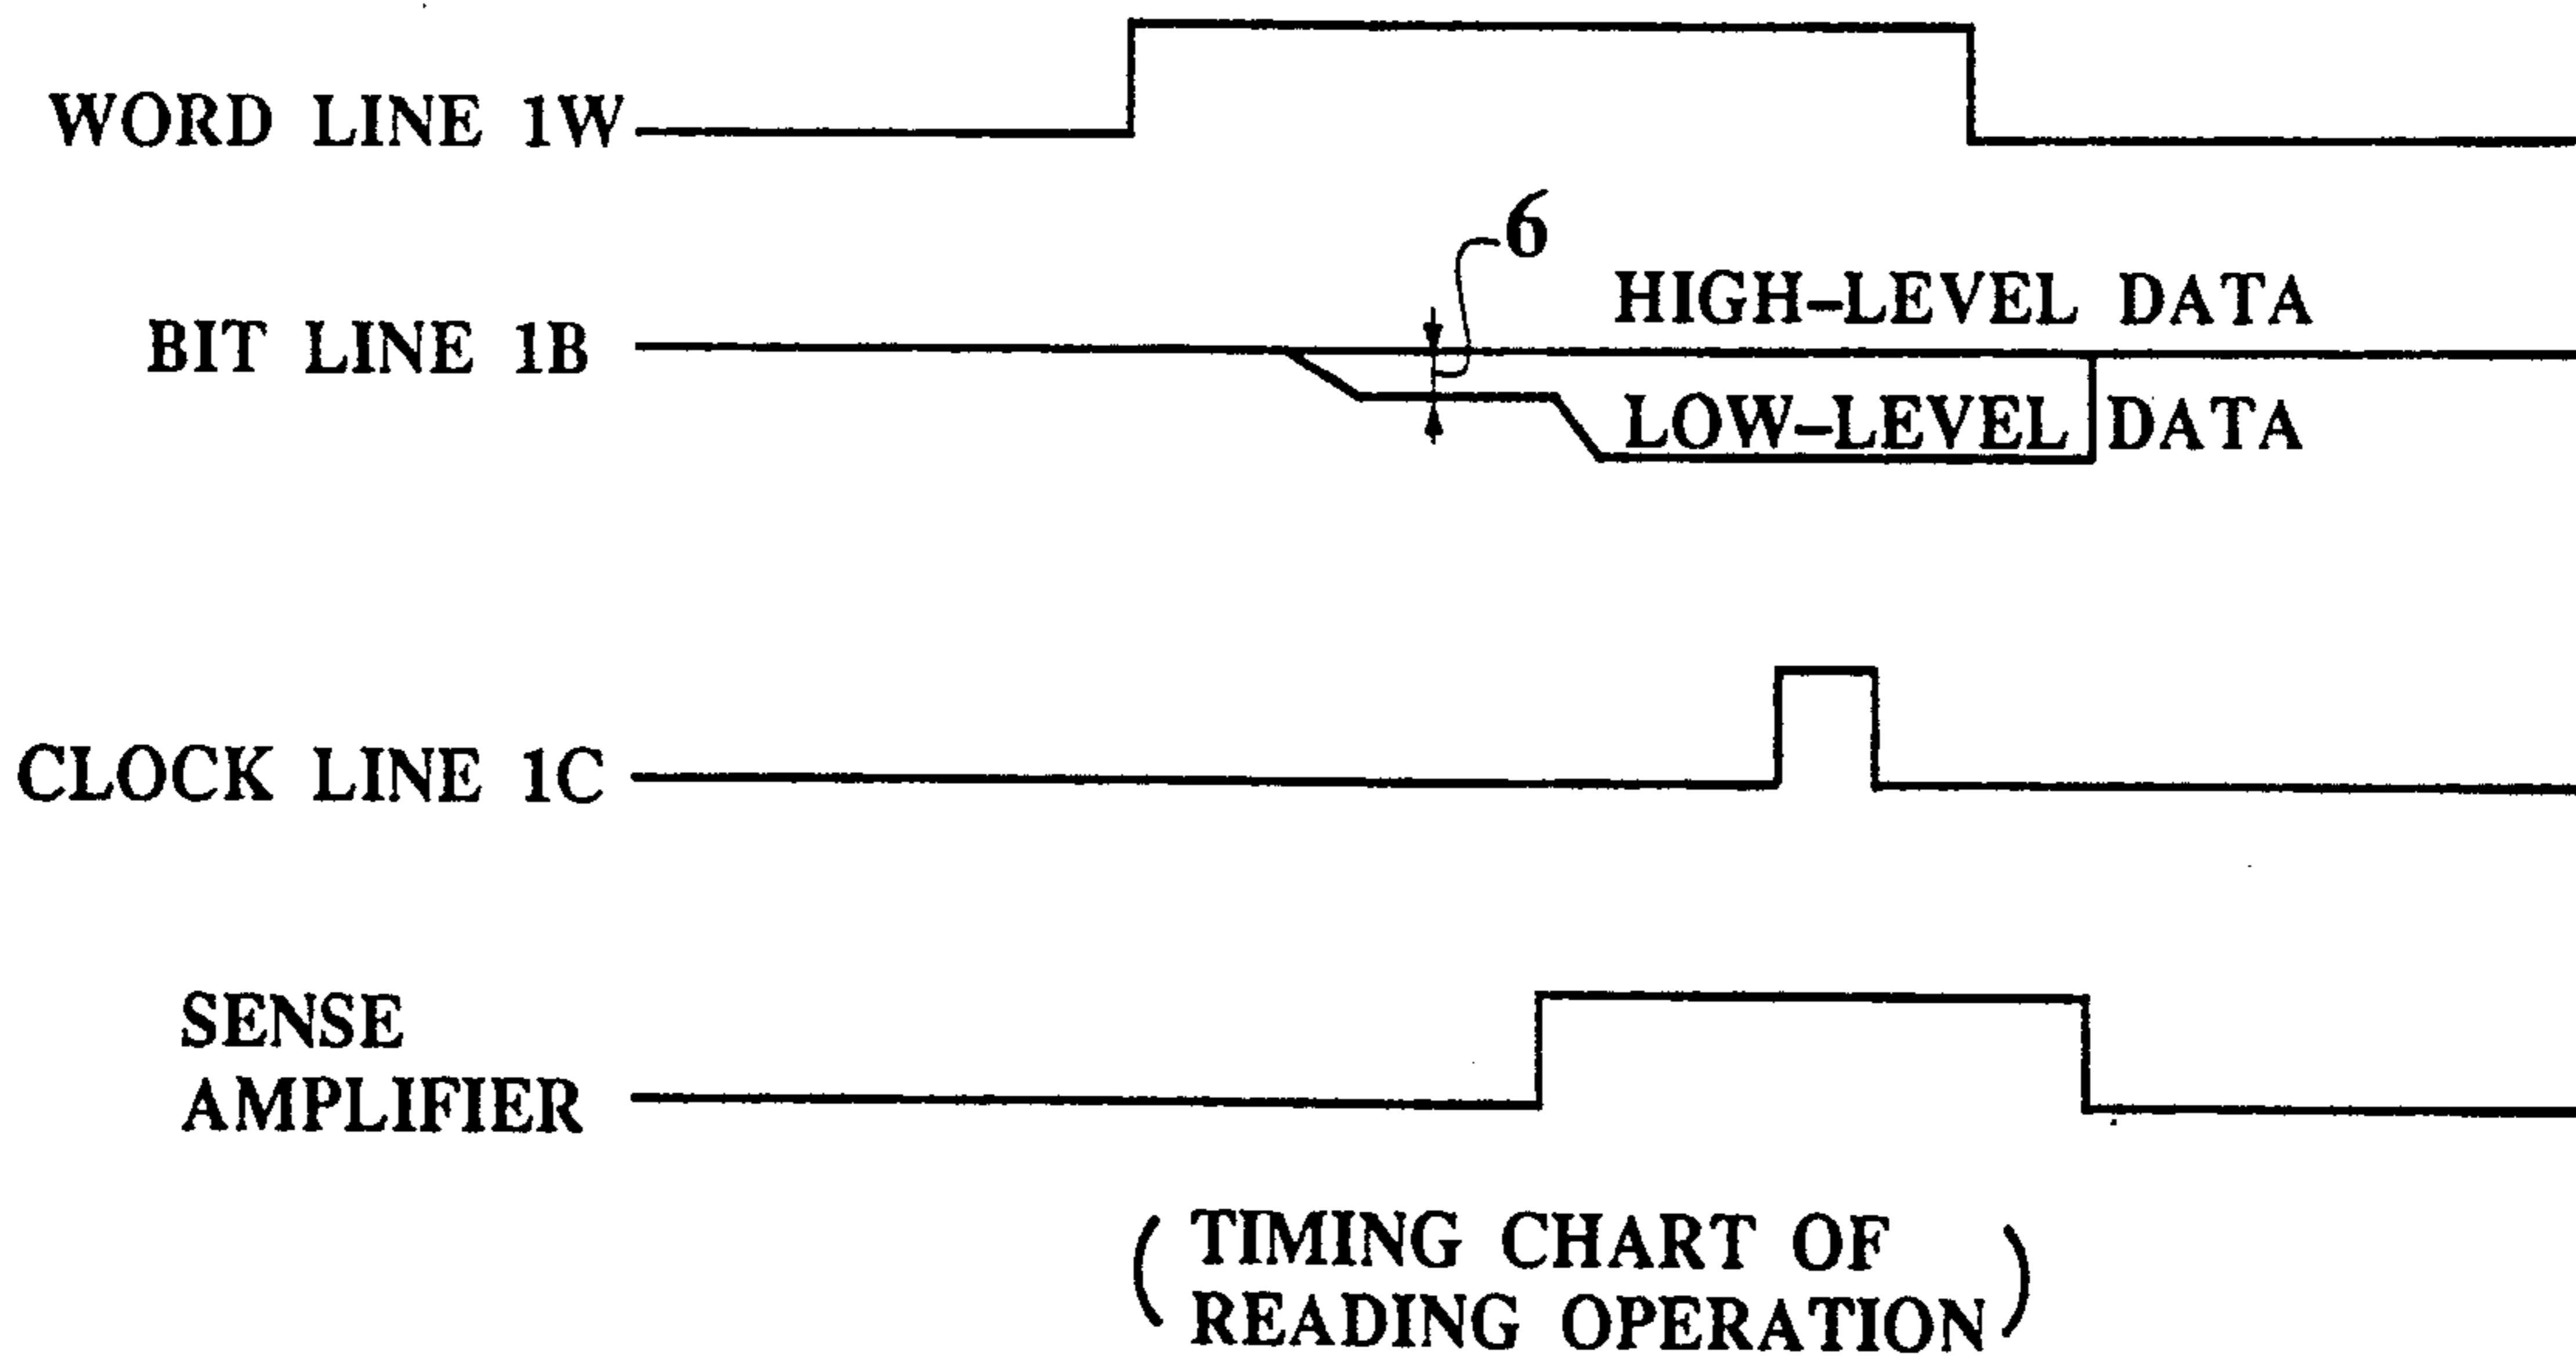 WORD LINE 1W
6
HIGH-LEVEL DATA
BIT LINE 1B
LOW-LEVEL DATA
CLOCK LINE 1C
SENSE
AMPLIFIER
( TIMING CHART OF
READING OPERATION )